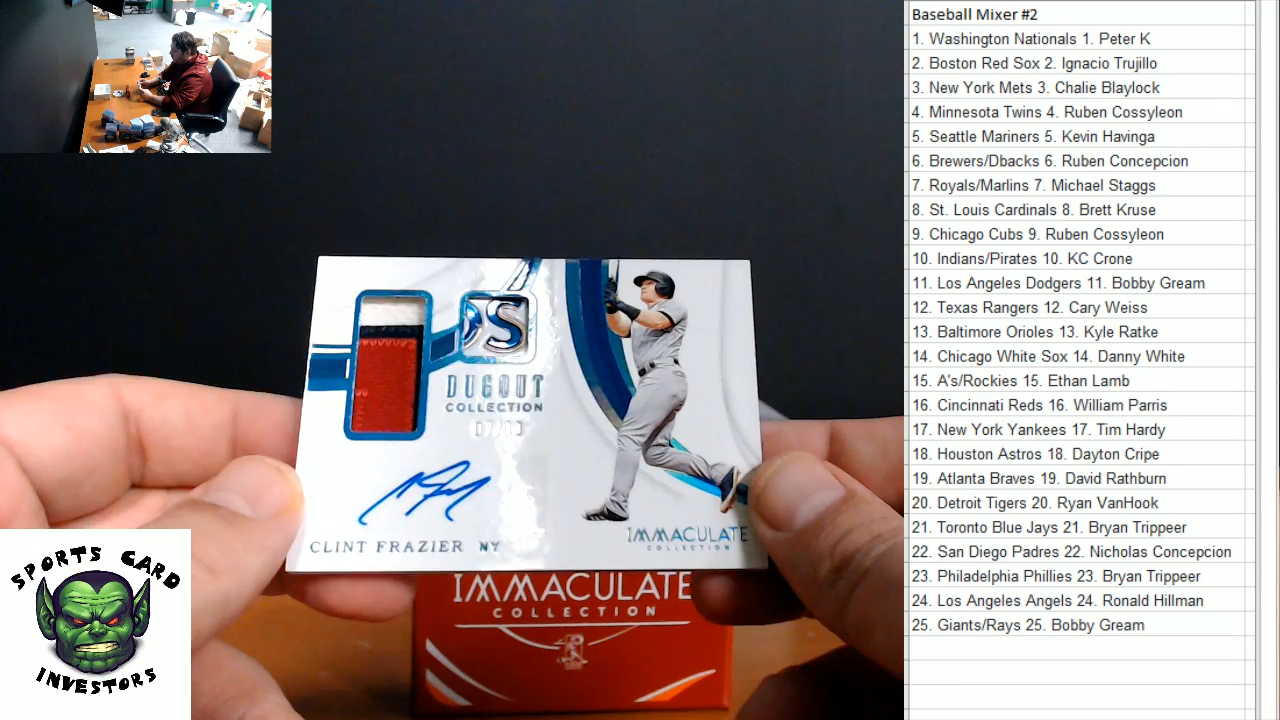 Baseball Mixer #2
1. Washington Nationals 1. Peter K
2. Boston Red Sox 2. Ignacio Trujillo
3. New York Mets 3. Chalie Blaylock
4. Minnesota Twins 4. Ruben Cossyleon
5. Seattle Mariners 5. Kevin Havinga
6. Brewers/Dbacks 6. Ruben Concepcion
7. Royals/Marlins 7. Michael Staggs
8. St. Louis Cardinals 8. Brett Kruse
9. Chicago Cubs 9. Ruben Cossyleon
10. Indians/Pirates 10. KC Crone
11. Los Angeles Dodgers 11. Bobby Gream
12. Texas Rangers 12. Cary Weiss
13. Baltimore Orioles 13. Kyle Ratke
14. Chicago White Sox 14. Danny White
15. A's/Rockies 15. Ethan Lamb
16. Cincinnati Reds 16. William Parris
17. New York Yankees 17. Tim Hardy
18. Houston Astros 18. Dayton Cripe
19. Atlanta Braves 19. David Rathburn
20. Detroit Tigers 20. Ryan VanHook
21. Toronto Blue Jays 21. Bryan Trippeer
22. San Diego Padres 22. Nicholas Concepcion
23. Philadelphia Phillies 23. Bryan Trippeer
24. Los Angeles Angels 24. Ronald Hillman
25. Giants/Rays 25. Bobby Gream
S
DUGOUT
COLLECTION
CLINT FRAZIER NY
IMMACULATE
COLLECTION
IMMACULATE
COLLECTION
SPORTS CARD
INVESTORS